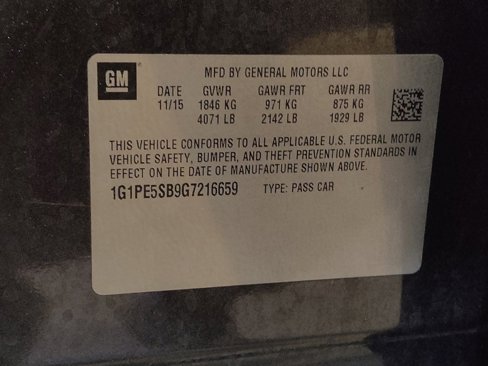 GM
MFD BY GENERAL MOTORS LLC
DATE GVWR GAWR FRT GAWR RR
11/15 1846 KG 971 KG 875 KG
4071 LB 2142 LB 1929 LB
THIS VEHICLE CONFORMS TO ALL APPLICABLE U.S. FEDERAL MOTOR
VEHICLE SAFETY, BUMPER, AND THEFT PREVENTION STANDARDS IN
EFFECT ON THE DATE OF MANUFACTURE SHOWN ABOVE.
1G1PE5SB9G7216659 TYPE: PASS CAR